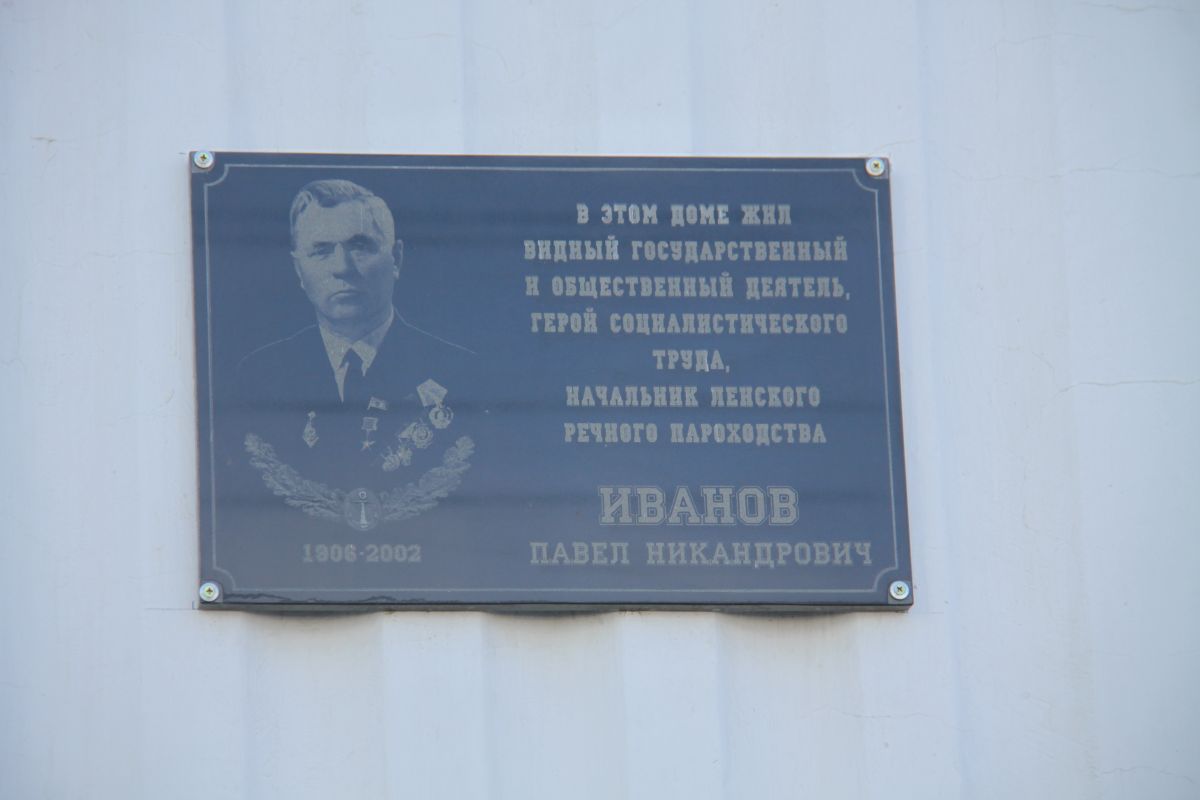 В ЭТОМ ДОМЕ ЖИЛ
ВИДНЫЙ ГОСУДАРСТВЕННЫЙ
И ОБЩЕСТВЕННЫЙ ДЕЯТЕЛЬ,
ГЕРОЙ СОЦИАЛИСТИЧЕСКОГО
ТРУДА,
НАЧАЛЬНИК ЛЕНСКОГО
РЕЧНОГО ПАРОХОДСТВА
ИВАНОВ
ПАВЕЛ НИКАНДРОВИЧ
1906-2002